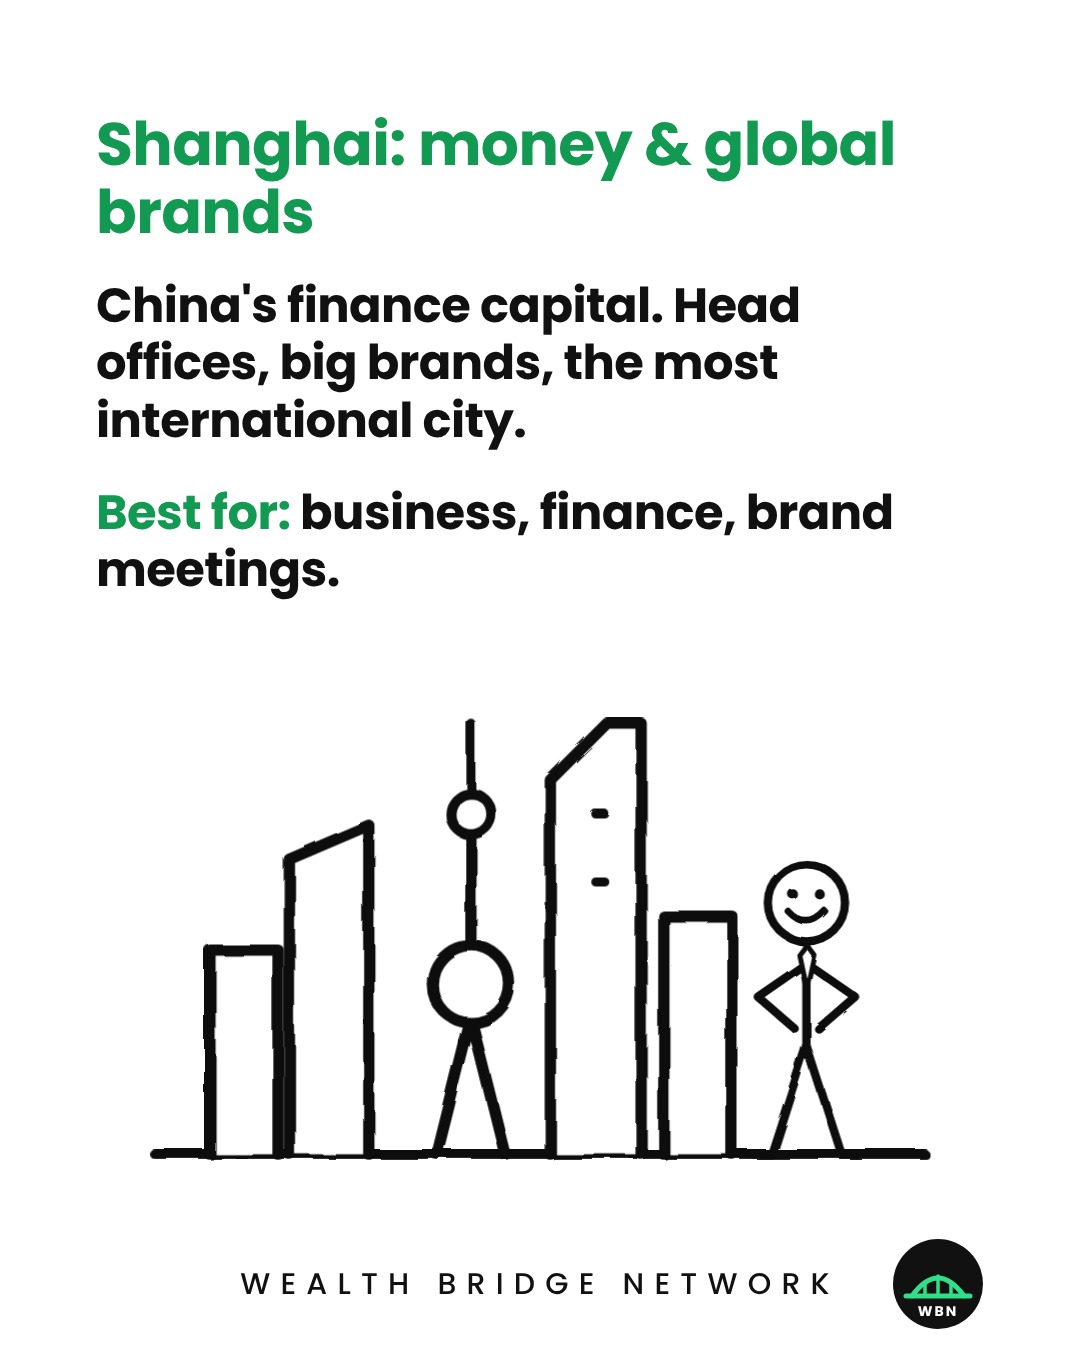 Shanghai: money & global
brands
China's finance capital. Head
offices, big brands, the most
international city.
Best for: business, finance, brand
meetings.
WEALTH BRIDGE NETWORK
WBN